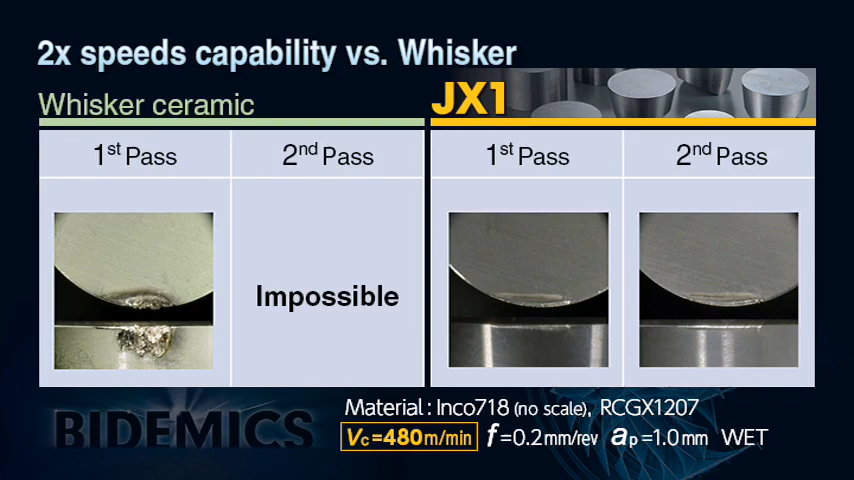 2x speeds capability vs. Whisker
Whisker ceramic
JX1
1st Pass
2nd Pass
1st Pass
2nd Pass
Impossible
BIDEMICS
Material : Inco718 (no scale), RCGX1207
Vc=480m/min f=0.2mm/rev ap=1.0mm WET